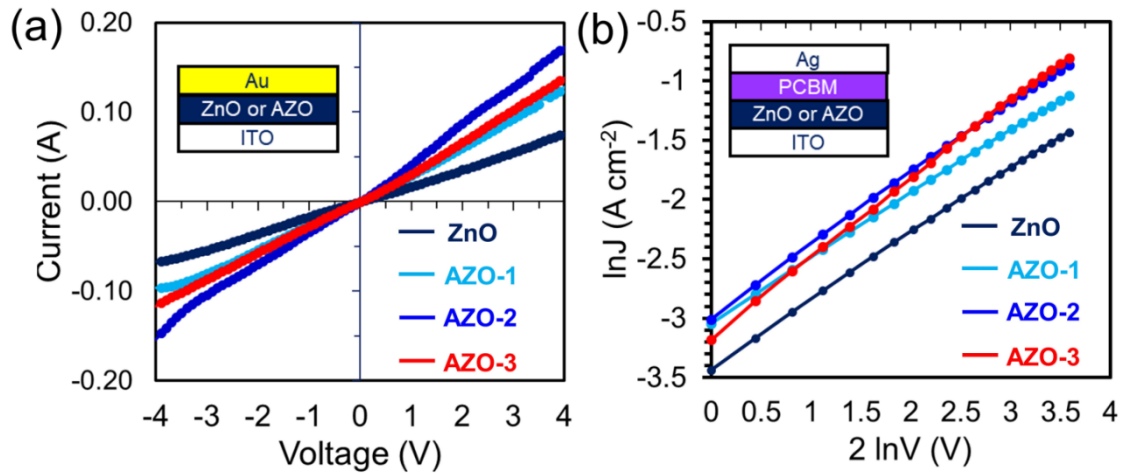 (a)
0.20
0.10
0.00
-0.10
-0.20
Current (A)
Au
ZnO or AZO
ITO
ZnO
AZO-1
AZO-2
AZO-3
-4 -3 -2 -1 0 1 2 3 4
Voltage (V)
(b)
-0.5
-1
-1.5
-2
-2.5
-3
-3.5
lnJ (A cm-2)
Ag
PCBM
ZnO or AZO
ITO
ZnO
AZO-1
AZO-2
AZO-3
0 0.5 1 1.5 2 2.5 3 3.5 4
2 lnV (V)